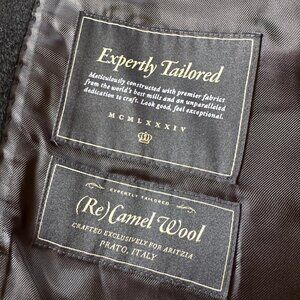 Expertly Tailored
Meticulously constructed with premier fabrics
from the world's best mills and an unparalleled
dedication to craft. Look good, feel exceptional.
MCMLXXXIV
EXPERTLY TAILORED
(Re)Camel Wool
CRAFTED EXCLUSIVELY FOR ARITZIA
PRATO, ITALY